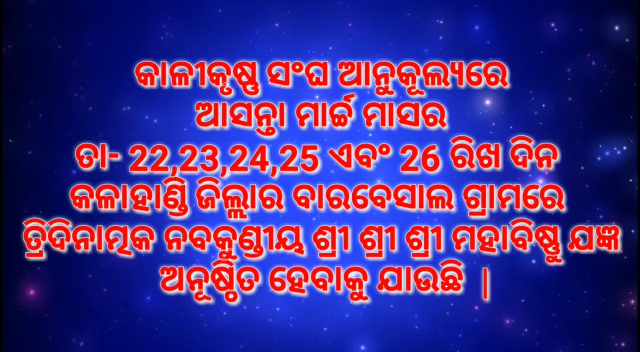 କାଳୀକୃଷ୍ଣ ସଂଘ ଆନୁକୂଲ୍ୟରେ
ଆସନ୍ତା ମାର୍ଚ୍ଚ ମାସର
ତା- 22,23,24,25 ଏବଂ 26 ରିଖ ଦିନ
କଳାହାଣ୍ଡି ଜିଲ୍ଲାର ବାରବେସାଲ ଗ୍ରାମରେ
ତ୍ରିଦିନାତ୍ମକ ନବକୁଣ୍ଡୀୟ ଶ୍ରୀ ଶ୍ରୀ ଶ୍ରୀ ମହାବିଷ୍ଣୁ ଯଜ୍ଞ
ଅନୂଷ୍ଠିତ ହେବାକୁ ଯାଉଛି |